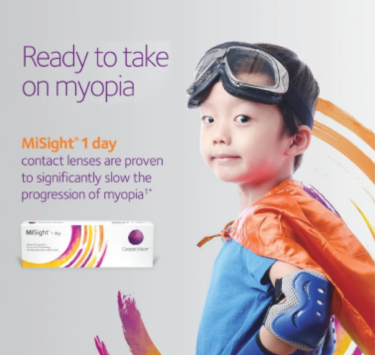 Ready to take
on myopia
MiSight® 1 day
contact lenses are proven
to significantly slow the
progression of myopia¹*
MiSight® 1 day
CooperVision®